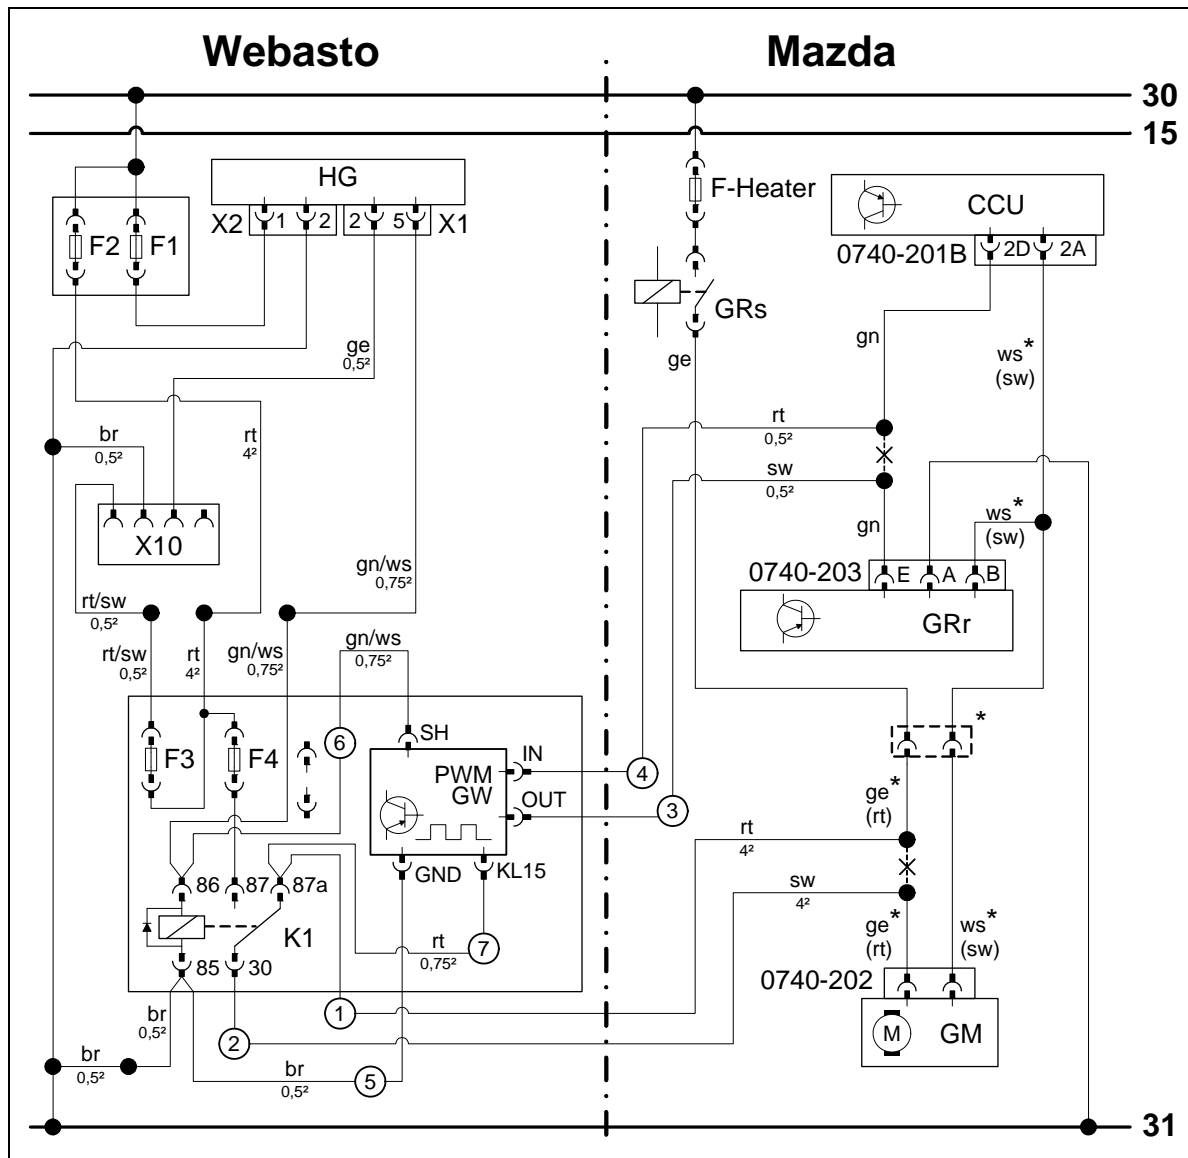 Webasto
Mazda
30
15
HG
F-Heater
CCU
X2
1
2
2
5
X1
F2
F1
0740-201B
2D
2A
GRs
ge
0,5²
gn
ws*
(sw)
ge
br
0,5²
rt
4²
rt
0,5²
sw
0,5²
X10
gn/ws
0,75²
gn
ws*
(sw)
0740-203
E
A
B
rt/sw
0,5²
GRr
rt/sw
0,5²
rt
4²
gn/ws
0,75²
gn/ws
0,75²
F3
F4
6
SH
IN
PWM
GW
OUT
4
3
*
ge*
(rt)
rt
4²
86
87
87a
GND
KL15
sw
4²
K1
rt
0,75²
7
ge*
(rt)
ws*
(sw)
85
30
0740-202
br
0,5²
1
2
M
GM
br
0,5²
br
0,5²
5
31